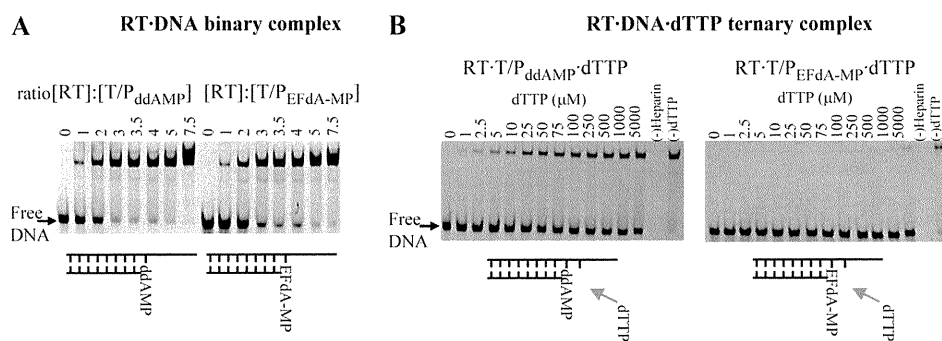 A RT·DNA binary complex
ratio[RT]:[T/PddAMP] [RT]:[T/PEFdA-MP]
0 1 2 3 3.5 4 5 7.5 0 1 2 3 3.5 4 5 7.5
Free
DNA
ddAMP
EFdA-MP
B RT·DNA·dTTP ternary complex
RT·T/PddAMP·dTTP
dTTP (µM)
0 1 2.5 5 10 25 50 75 100 250 500 1000 5000 (-)Heparin (-)dTTP
Free
DNA
ddAMP
dTTP
RT·T/PEFdA-MP·dTTP
dTTP (µM)
0 1 2.5 5 10 25 50 75 100 250 500 1000 5000 (-)Heparin (-)dTTP
EFdA-MP
dTTP